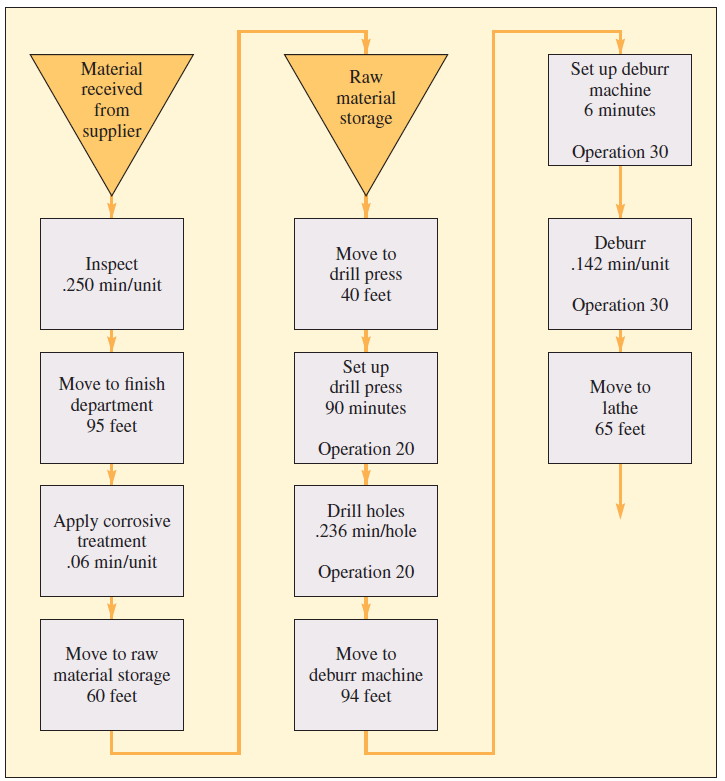 Material
received
from
supplier
Inspect
.250 min/unit
Move to finish
department
95 feet
Apply corrosive
treatment
.06 min/unit
Move to raw
material storage
60 feet
Raw
material
storage
Move to
drill press
40 feet
Set up
drill press
90 minutes
Operation 20
Drill holes
.236 min/hole
Operation 20
Move to
deburr machine
94 feet
Set up deburr
machine
6 minutes
Operation 30
Deburr
.142 min/unit
Operation 30
Move to
lathe
65 feet